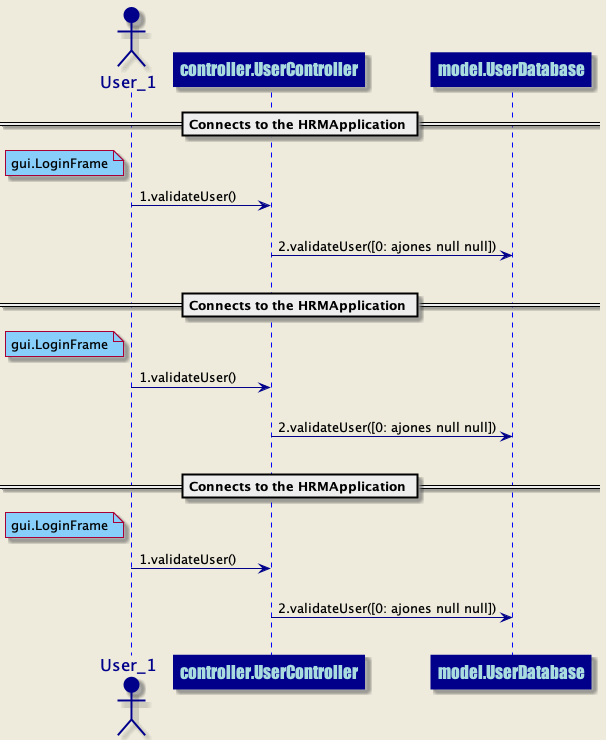 User_1
controller.UserController
model.UserDatabase
Connects to the HRMApplication
gui.LoginFrame
1.validateUser()
2.validateUser([0: ajones null null])
Connects to the HRMApplication
gui.LoginFrame
1.validateUser()
2.validateUser([0: ajones null null])
Connects to the HRMApplication
gui.LoginFrame
1.validateUser()
2.validateUser([0: ajones null null])
User_1
controller.UserController
model.UserDatabase